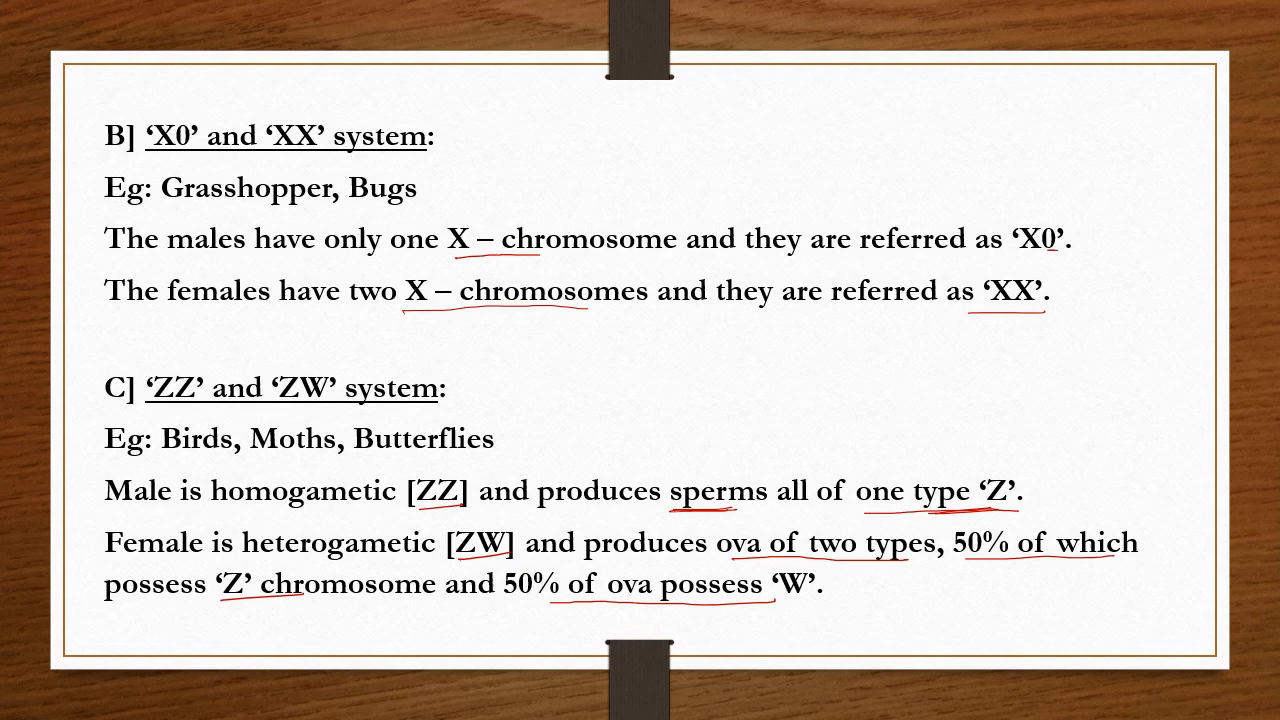 B] ‘X0’ and ‘XX’ system:
Eg: Grasshopper, Bugs
The males have only one X – chromosome and they are referred as ‘X0’.
The females have two X – chromosomes and they are referred as ‘XX’.
C] ‘ZZ’ and ‘ZW’ system:
Eg: Birds, Moths, Butterflies
Male is homogametic [ZZ] and produces sperms all of one type ‘Z’.
Female is heterogametic [ZW] and produces ova of two types, 50% of which
possess ‘Z’ chromosome and 50% of ova possess ‘W’.